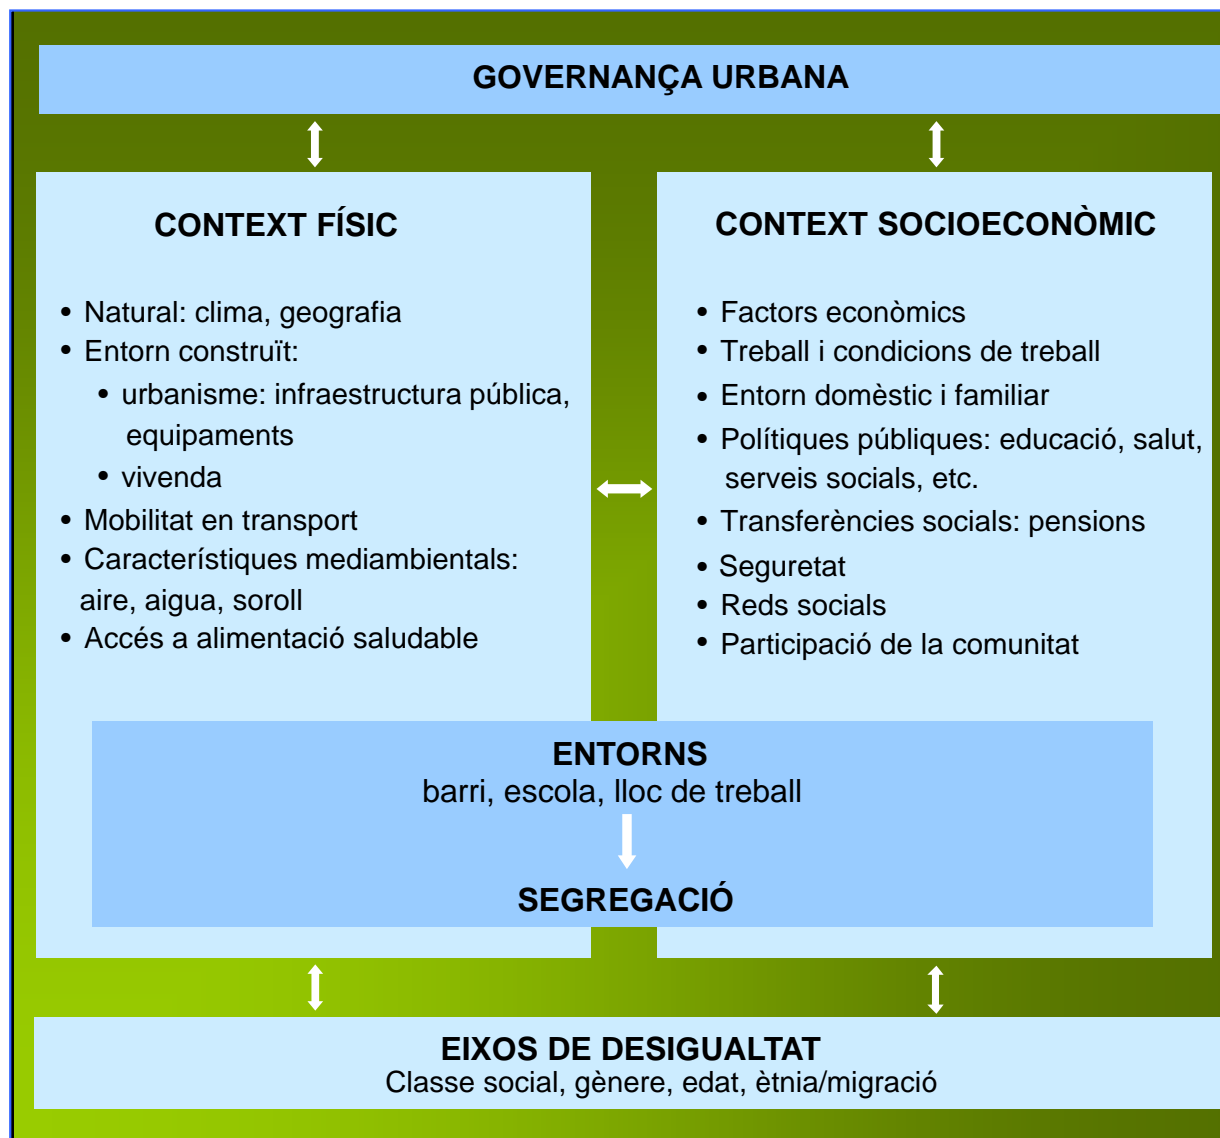 GOVERNANÇA URBANA
CONTEXT FÍSIC
• Natural: clima, geografia
• Entorn construït:
• urbanisme: infraestructura pública,
equipaments
• vivenda
• Mobilitat en transport
• Característiques mediambientals:
aire, aigua, soroll
• Accés a alimentació saludable
CONTEXT SOCIOECONÒMIC
• Factors econòmics
• Treball i condicions de treball
• Entorn domèstic i familiar
• Polítiques públiques: educació, salut,
serveis socials, etc.
• Transferències socials: pensions
• Seguretat
• Reds socials
• Participació de la comunitat
ENTORNS
barri, escola, lloc de treball
SEGREGACIÓ
EIXOS DE DESIGUALTAT
Classe social, gènere, edat, ètnia/migració